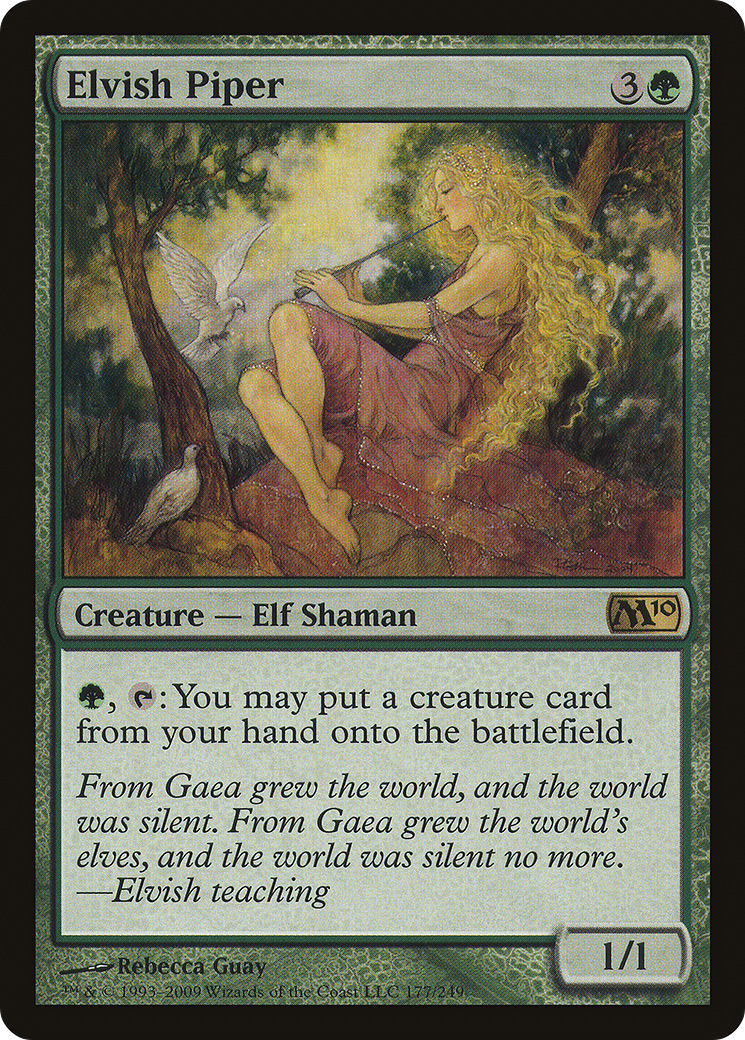 Elvish Piper 3
Creature — Elf Shaman M10
: You may put a creature card
from your hand onto the battlefield.
From Gaea grew the world, and the world
was silent. From Gaea grew the world's
elves, and the world was silent no more.
—Elvish teaching
1/1
Rebecca Guay
™ & © 1993–2009 Wizards of the Coast LLC 177/249